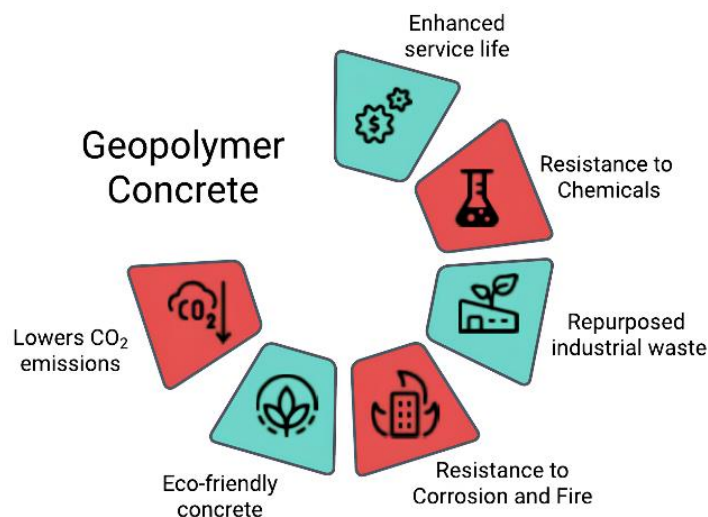 Enhanced
service life
Geopolymer
Concrete
$
Resistance to
Chemicals
Repurposed
industrial waste
Resistance to
Corrosion and Fire
Eco-friendly
concrete
Lowers CO₂
emissions
CO₂